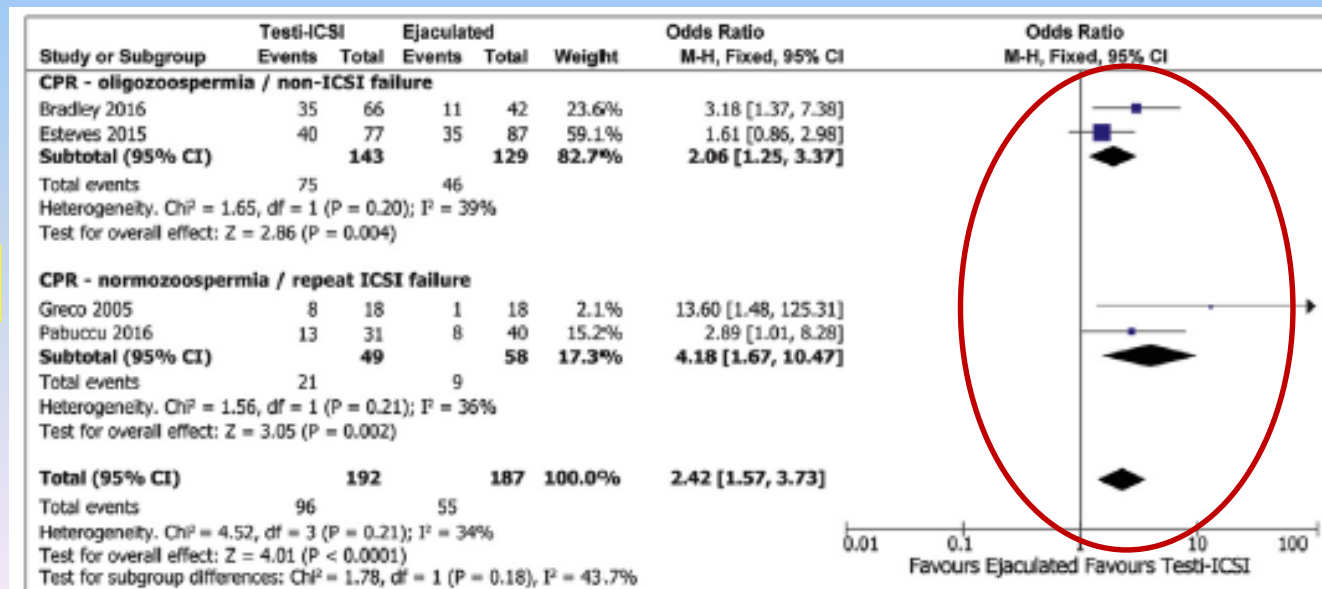 Testi-ICSI Ejaculated Odds Ratio Odds Ratio
Study or Subgroup Events Total Events Total Weight M-H, Fixed, 95% CI M-H, Fixed, 95% CI
CPR - oligozoospermia / non-ICSI failure
Bradley 2016 35 66 11 42 23.6% 3.18 [1.37, 7.38]
Esteves 2015 40 77 35 87 59.1% 1.61 [0.86, 2.98]
Subtotal (95% CI) 143 129 82.7% 2.06 [1.25, 3.37]
Total events 75 46
Heterogeneity. Chi² = 1.65, df = 1 (P = 0.20); I² = 39%
Test for overall effect: Z = 2.86 (P = 0.004)
CPR - normozoospermia / repeat ICSI failure
Greco 2005 8 18 1 18 2.1% 13.60 [1.48, 125.31]
Pabuccu 2016 13 31 8 40 15.2% 2.89 [1.01, 8.28]
Subtotal (95% CI) 49 58 17.3% 4.18 [1.67, 10.47]
Total events 21 9
Heterogeneity. Chi² = 1.56, df = 1 (P = 0.21); I² = 36%
Test for overall effect: Z = 3.05 (P = 0.002)
Total (95% CI) 192 187 100.0% 2.42 [1.57, 3.73]
Total events 96 55
Heterogeneity. Chi² = 4.52, df = 3 (P = 0.21); I² = 34%
Test for overall effect: Z = 4.01 (P < 0.0001)
Test for subgroup differences: Chi² = 1.78, df = 1 (P = 0.18), I² = 43.7%
0.01 0.1 1 10 100
Favours Ejaculated Favours Testi-ICSI